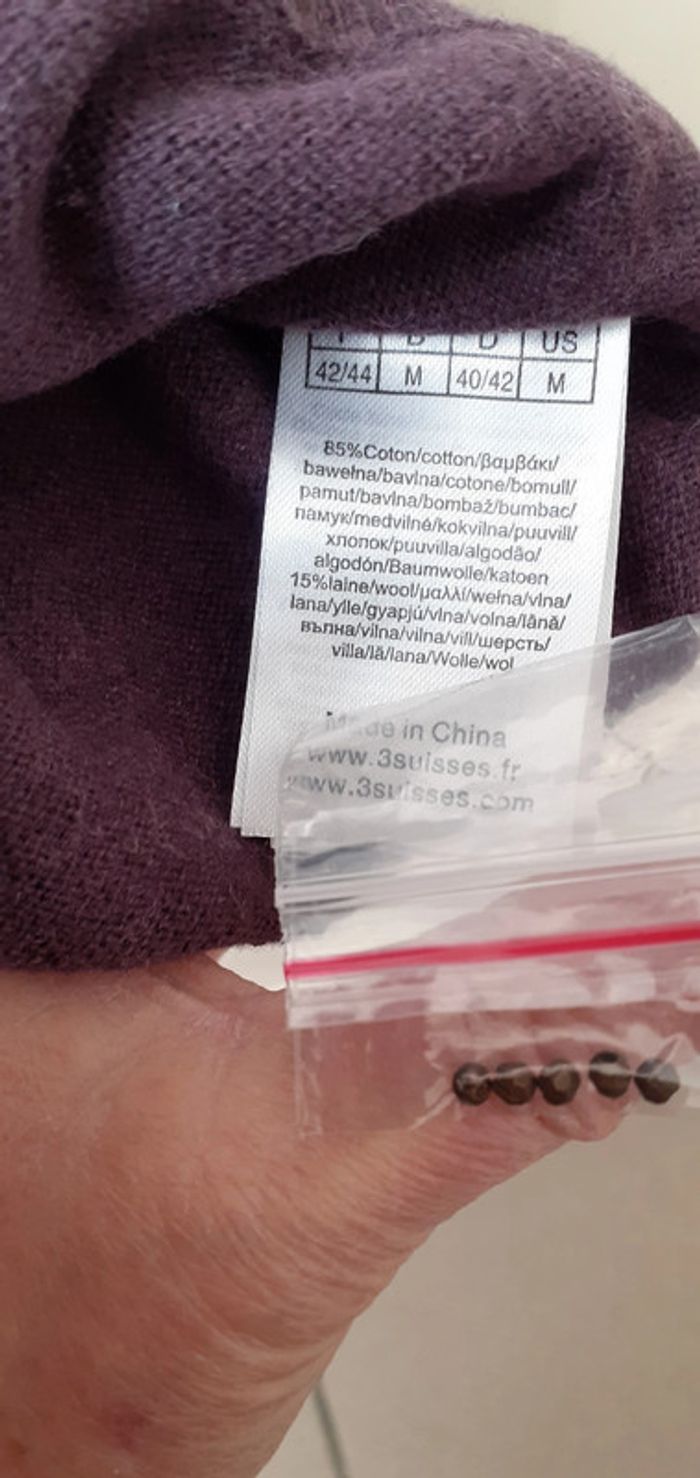 US
42/44 M 40/42 M
85%Coton/cotton/βαμβάκι/
bawełna/bavlna/cotone/bomull/
pamut/bavlna/bombaž/bumbac/
памук/medvilné/kokvilna/puuvill/
хлопок/puuvilla/algodão/
algodón/Baumwolle/katoen
15%laine/wool/μαλλί/wełna/vlna/
lana/ylle/gyapjú/vlna/volna/lână/
вълна/vilna/vilna/vill/шерсть/
villa/lã/lana/Wolle/wol
Made in China
www.3suisses.fr
www.3suisses.com